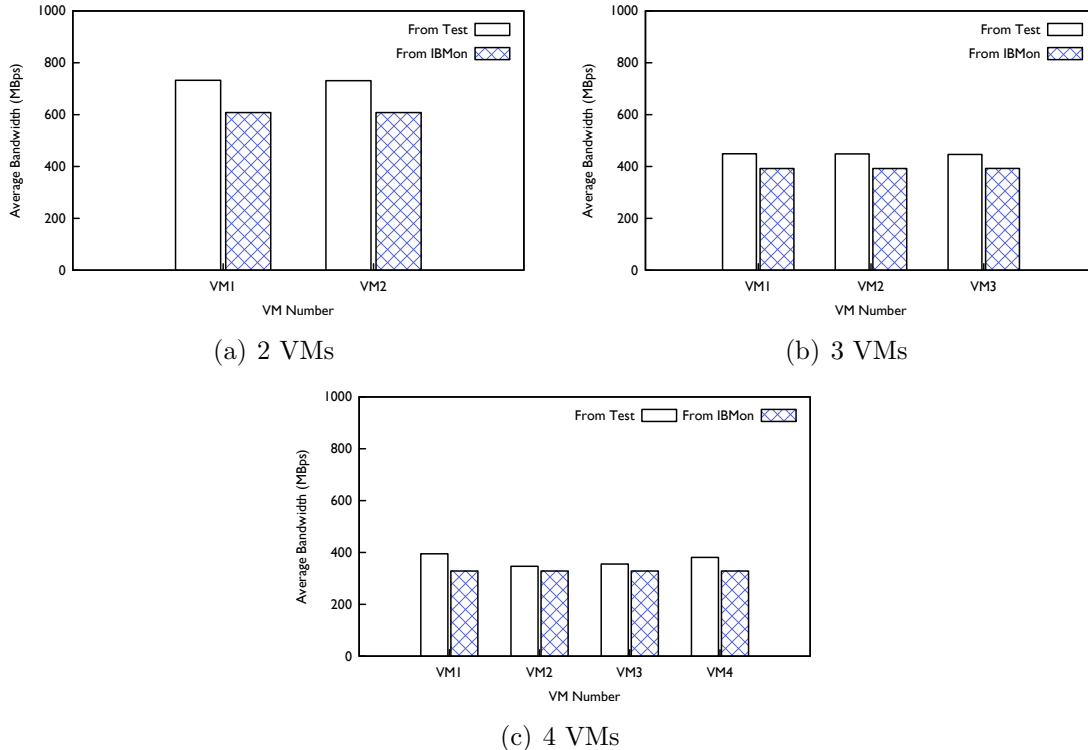 1000
800
600
400
200
0
Average Bandwidth (MBps)
From Test
From IBMon
VM1 VM2
VM Number
(a) 2 VMs
1000
800
600
400
200
0
Average Bandwidth (MBps)
From Test
From IBMon
VM1 VM2 VM3
VM Number
(b) 3 VMs
1000
800
600
400
200
0
Average Bandwidth (MBps)
From Test From IBMon
VM1 VM2 VM3 VM4
VM Number
(c) 4 VMs